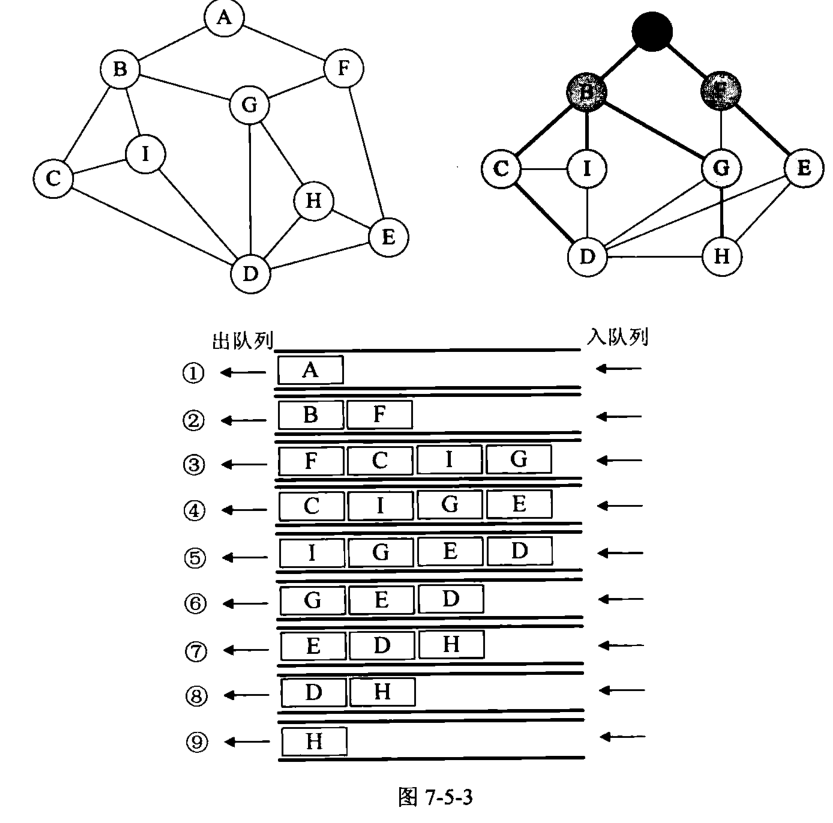 A
B
F
G
I
C
H
E
D
B
C
I
G
E
D
H
出队列
入队列
① A
② B F
③ F C I G
④ C I G E
⑤ I G E D
⑥ G E D
⑦ E D H
⑧ D H
⑨ H
图 7-5-3